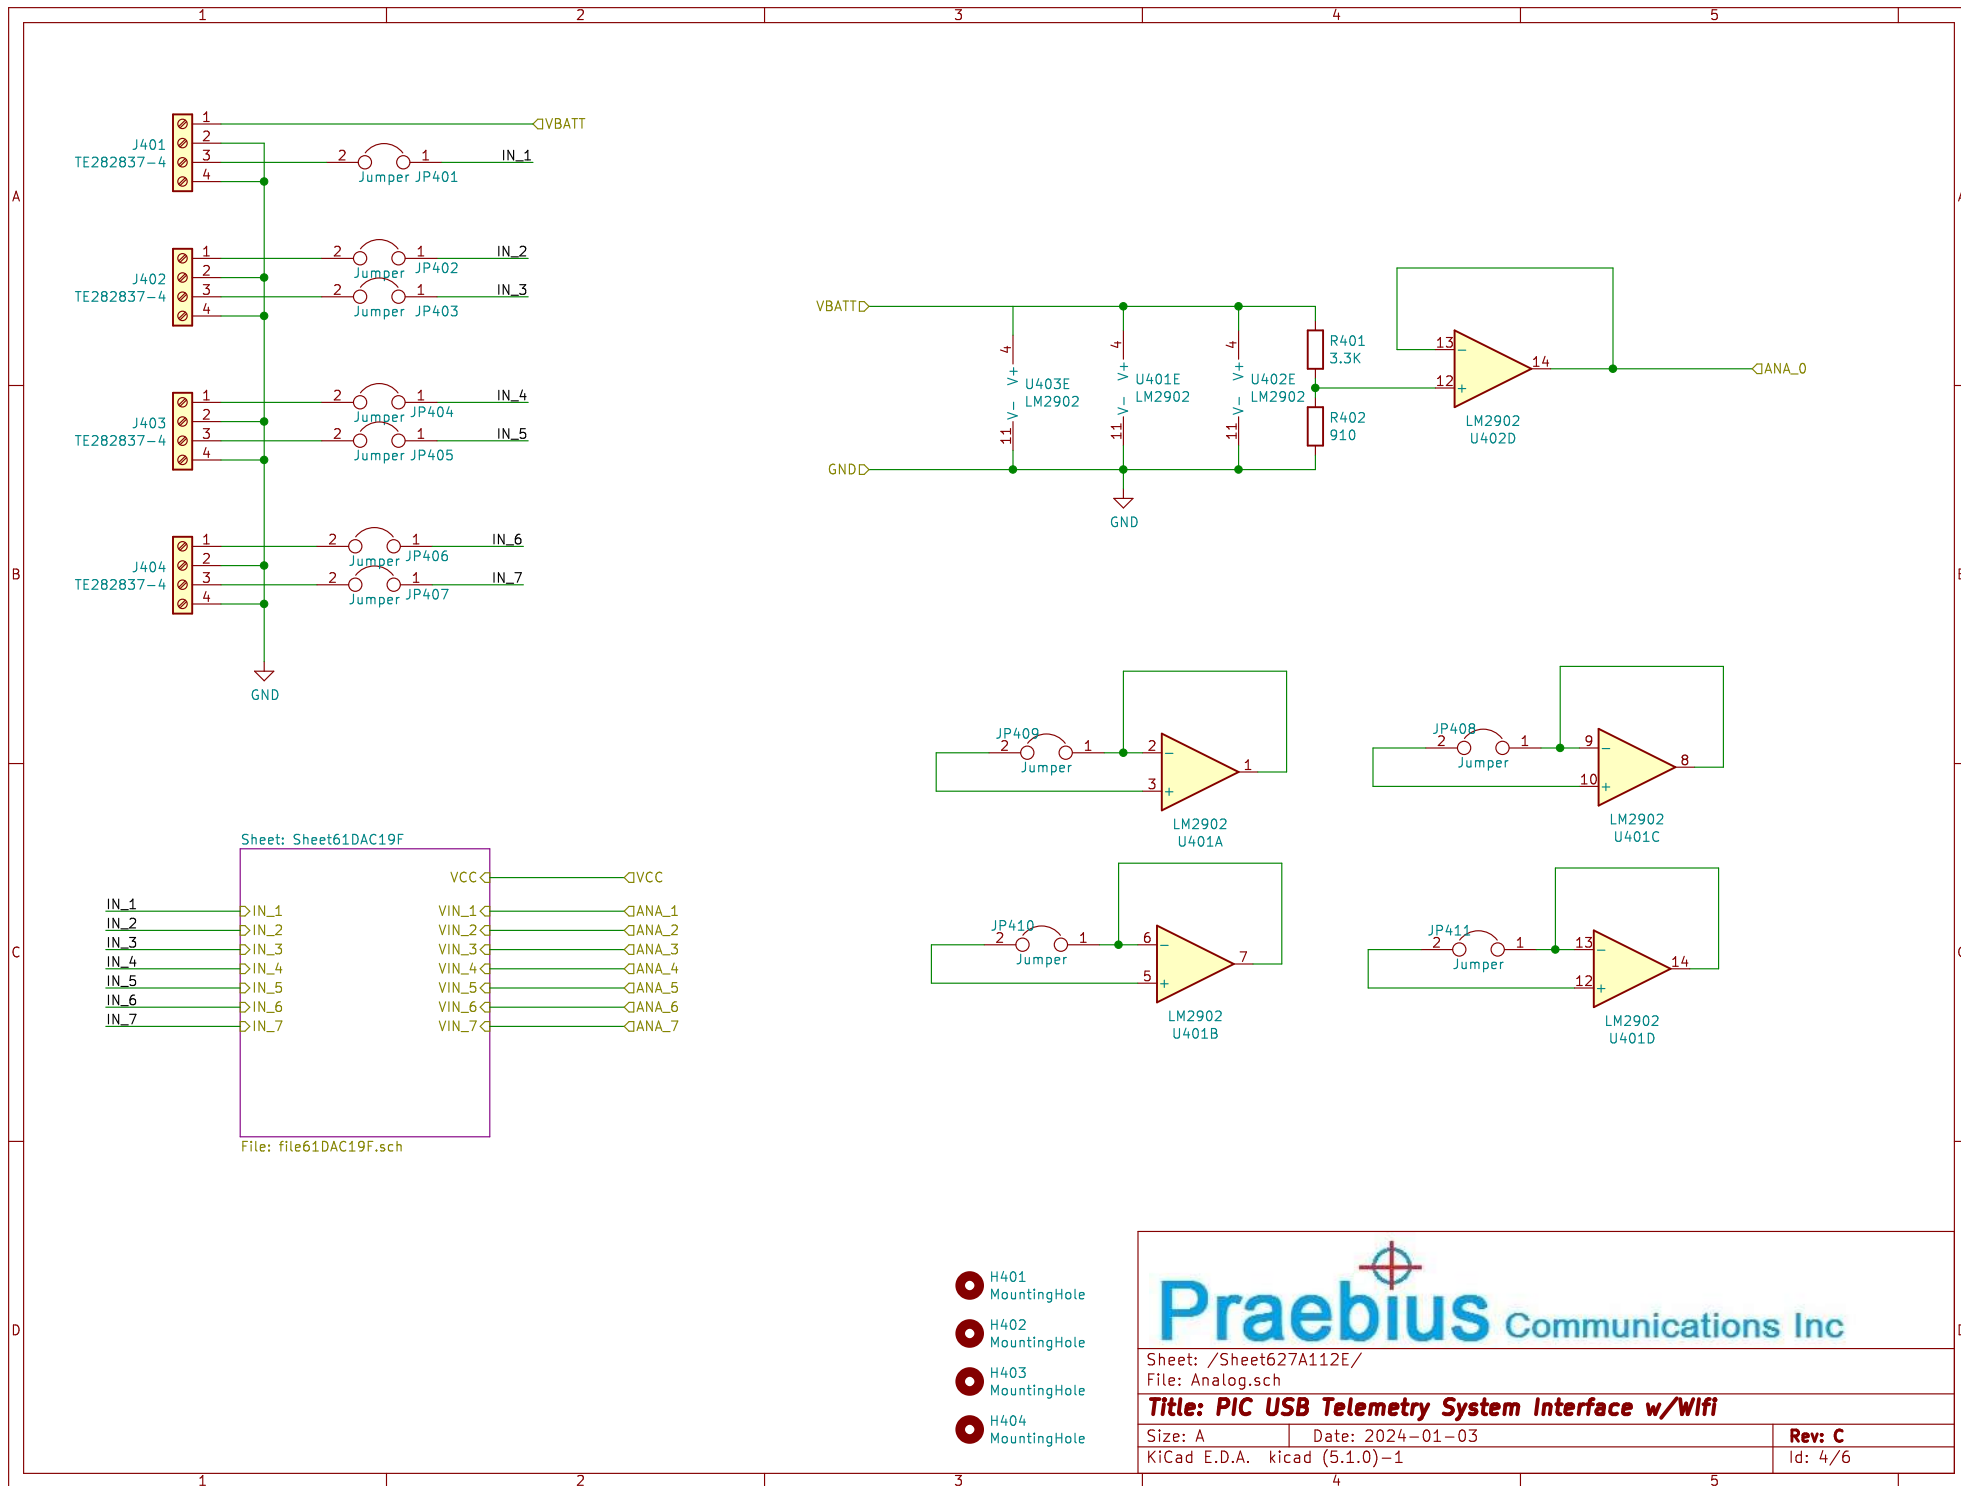 1 2 3 4 5
A
B
C
D
J401
TE282837-4
1
2
3
4
VBATT
2 1 IN_1
Jumper JP401
J402
TE282837-4
1
2
3
4
2 1 IN_2
Jumper JP402
2 1 IN_3
Jumper JP403
J403
TE282837-4
1
2
3
4
2 1 IN_4
Jumper JP404
2 1 IN_5
Jumper JP405
J404
TE282837-4
1
2
3
4
2 1 IN_6
Jumper JP406
2 1 IN_7
Jumper JP407
GND
VBATT
GND
4 V+ V- 11
U403E
LM2902
4 V+ V- 11
U401E
LM2902
4 V+ V- 11
U402E
LM2902
R401
3.3K
R402
910
GND
13 -
12 +
14
ANA_0
LM2902
U402D
JP409
2 1
Jumper
2 -
3 +
1
LM2902
U401A
JP408
2 1
Jumper
9 -
10 +
8
LM2902
U401C
JP410
2 1
Jumper
6 -
5 +
7
LM2902
U401B
JP411
2 1
Jumper
13 -
12 +
14
LM2902
U401D
Sheet: Sheet61DAC19F
VCC VCC
IN_1 IN_1 VIN_1 ANA_1
IN_2 IN_2 VIN_2 ANA_2
IN_3 IN_3 VIN_3 ANA_3
IN_4 IN_4 VIN_4 ANA_4
IN_5 IN_5 VIN_5 ANA_5
IN_6 IN_6 VIN_6 ANA_6
IN_7 IN_7 VIN_7 ANA_7
File: file61DAC19F.sch
H401
MountingHole
H402
MountingHole
H403
MountingHole
H404
MountingHole
Praebius Communications Inc
Sheet: /Sheet627A112E/
File: Analog.sch
Title: PIC USB Telemetry System Interface w/WIfi
Size: A Date: 2024-01-03 Rev: C
KiCad E.D.A. kicad (5.1.0)-1 Id: 4/6
1 2 3 4 5